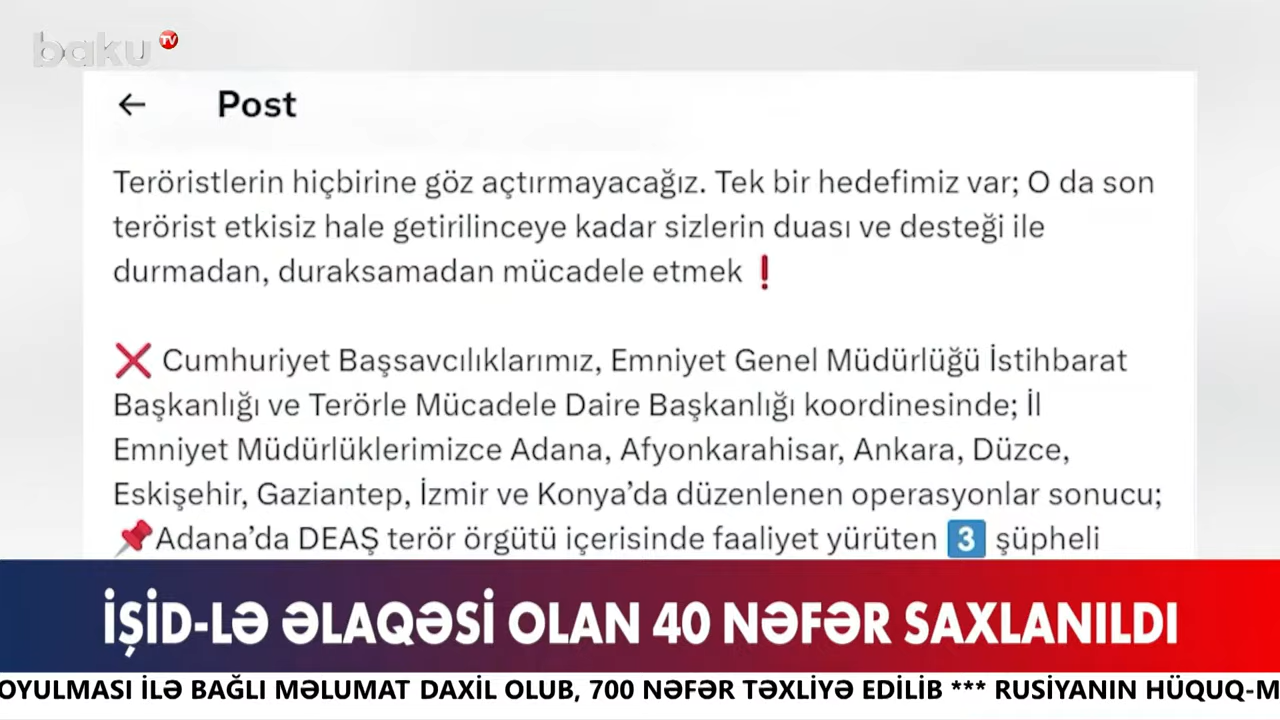 baku TV
← Post
Teröristlerin hiçbirine göz açtırmayacağız. Tek bir hedefimiz var; O da son
terörist etkisiz hale getirilinceye kadar sizlerin duası ve desteği ile
durmadan, duraksamadan mücadele etmek ❗
❌ Cumhuriyet Başsavcılıklarımız, Emniyet Genel Müdürlüğü İstihbarat
Başkanlığı ve Terörle Mücadele Daire Başkanlığı koordinesinde; İl
Emniyet Müdürlüklerimizce Adana, Afyonkarahisar, Ankara, Düzce,
Eskişehir, Gaziantep, İzmir ve Konya’da düzenlenen operasyonlar sonucu;
📌Adana’da DEAŞ terör örgütü içerisinde faaliyet yürüten 3️⃣ şüpheli
İŞİD-LƏ ƏLAQƏSİ OLAN 40 NƏFƏR SAXLANILDI
OYULMASI İLƏ BAĞLI MƏLUMAT DAXİL OLUB, 700 NƏFƏR TƏXLİYƏ EDİLİB *** RUSİYANIN HÜQUQ-M